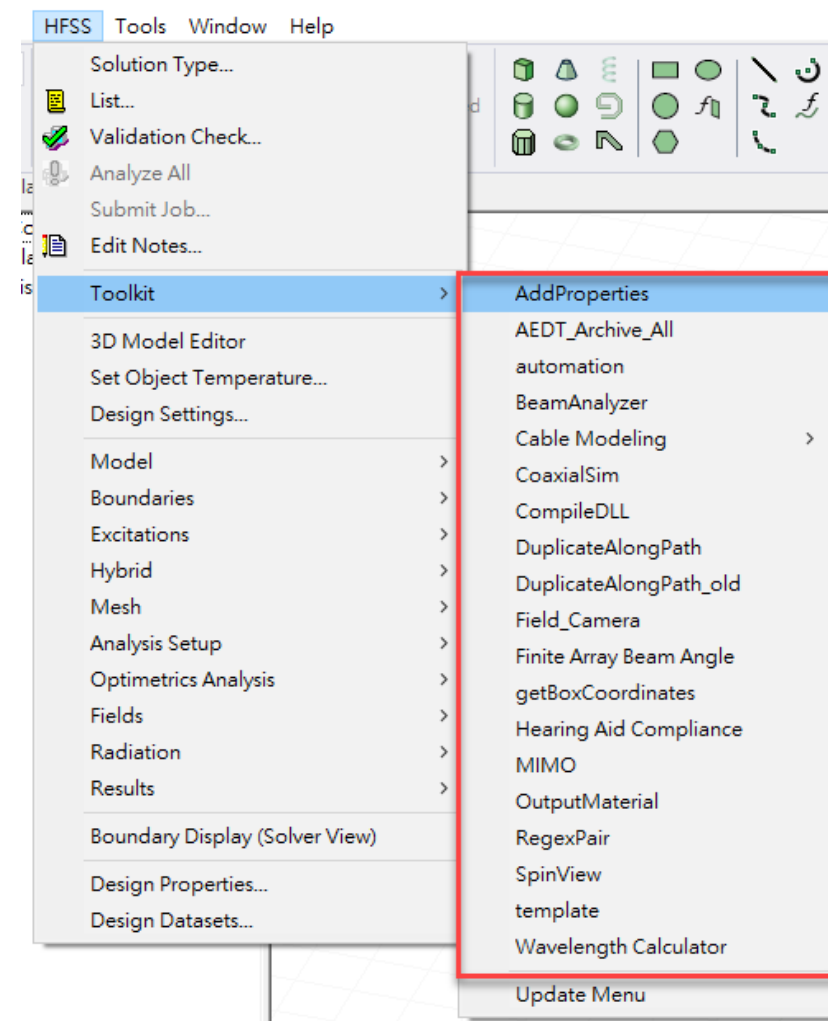 HFSS Tools Window Help
Solution Type...
List...
Validation Check...
Analyze All
Submit Job...
Edit Notes...
Toolkit
3D Model Editor
Set Object Temperature...
Design Settings...
Model
Boundaries
Excitations
Hybrid
Mesh
Analysis Setup
Optimetrics Analysis
Fields
Radiation
Results
Boundary Display (Solver View)
Design Properties...
Design Datasets...
AddProperties
AEDT_Archive_All
automation
BeamAnalyzer
Cable Modeling
CoaxialSim
CompileDLL
DuplicateAlongPath
DuplicateAlongPath_old
Field_Camera
Finite Array Beam Angle
getBoxCoordinates
Hearing Aid Compliance
MIMO
OutputMaterial
RegexPair
SpinView
template
Wavelength Calculator
Update Menu